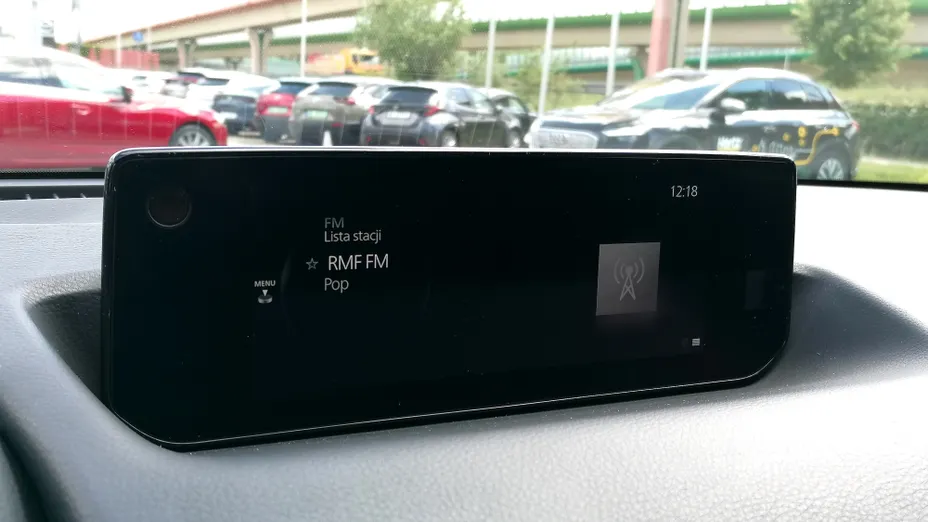 12:18
FM
Lista stacji
☆ RMF FM
Pop
MENU